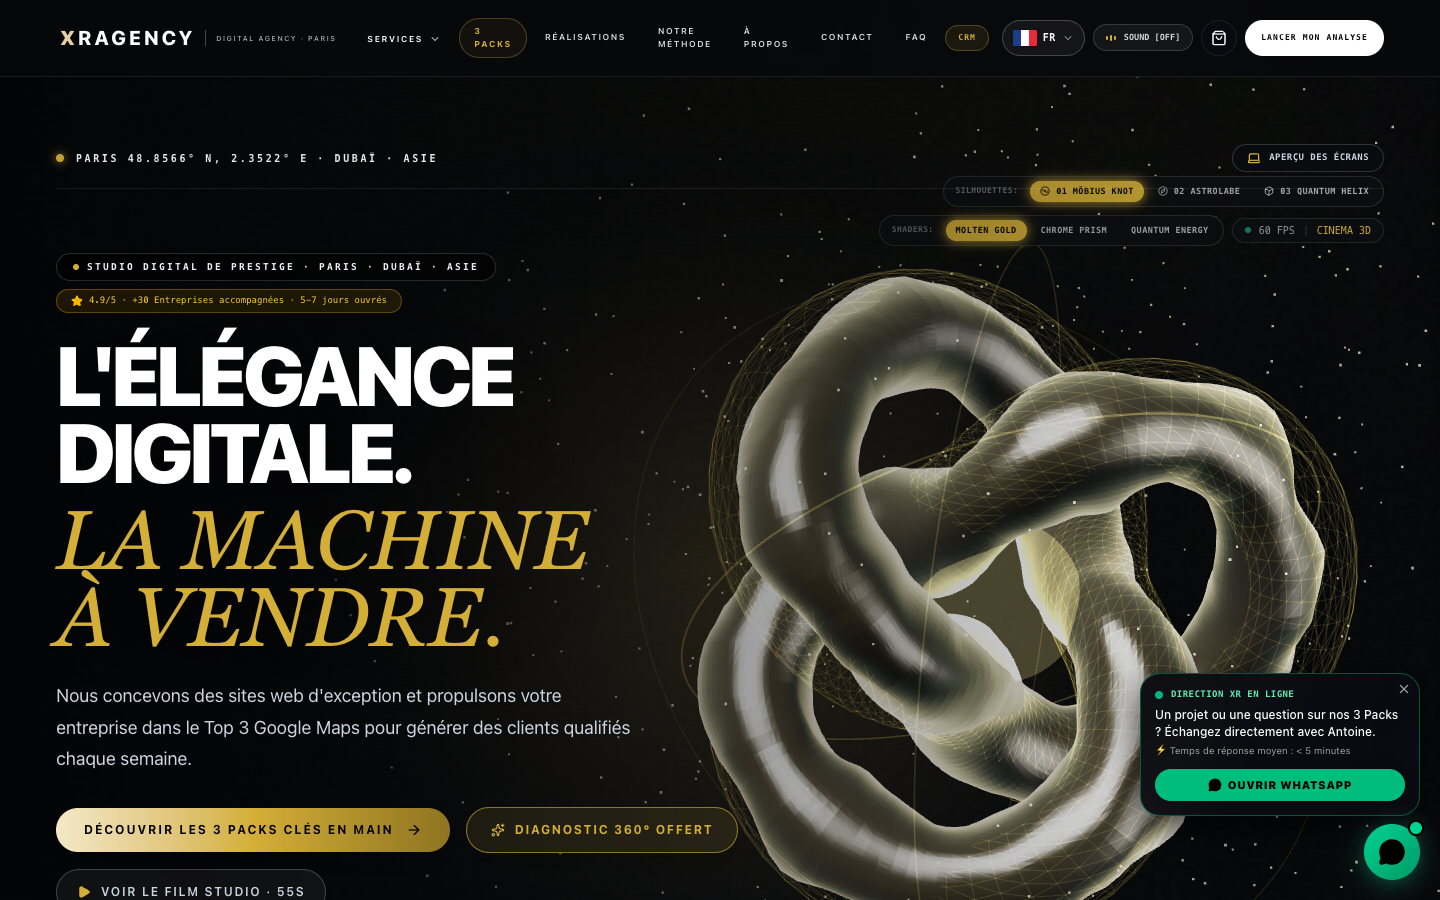 XRAGENCY
DIGITAL AGENCY · PARIS
SERVICES
3
PACKS
RÉALISATIONS
NOTRE
MÉTHODE
À
PROPOS
CONTACT
FAQ
CRM
FR
SOUND [OFF]
LANCER MON ANALYSE
PARIS 48.8566° N, 2.3522° E · DUBAÏ · ASIE
APERÇU DES ÉCRANS
SILHOUETTES:
01 MÖBIUS KNOT
02 ASTROLABE
03 QUANTUM HELIX
SHADERS:
MOLTEN GOLD
CHROME PRISM
QUANTUM ENERGY
60 FPS | CINEMA 3D
STUDIO DIGITAL DE PRESTIGE · PARIS · DUBAÏ · ASIE
4.9/5 · +30 Entreprises accompagnées · 5–7 jours ouvrés
L'ÉLÉGANCE
DIGITALE.
LA MACHINE
À VENDRE.
Nous concevons des sites web d'exception et propulsons votre
entreprise dans le Top 3 Google Maps pour générer des clients qualifiés
chaque semaine.
DÉCOUVRIR LES 3 PACKS CLÉS EN MAIN
DIAGNOSTIC 360° OFFERT
VOIR LE FILM STUDIO · 55S
DIRECTION XR EN LIGNE
Un projet ou une question sur nos 3 Packs
? Échangez directement avec Antoine.
⚡ Temps de réponse moyen : < 5 minutes
OUVRIR WHATSAPP